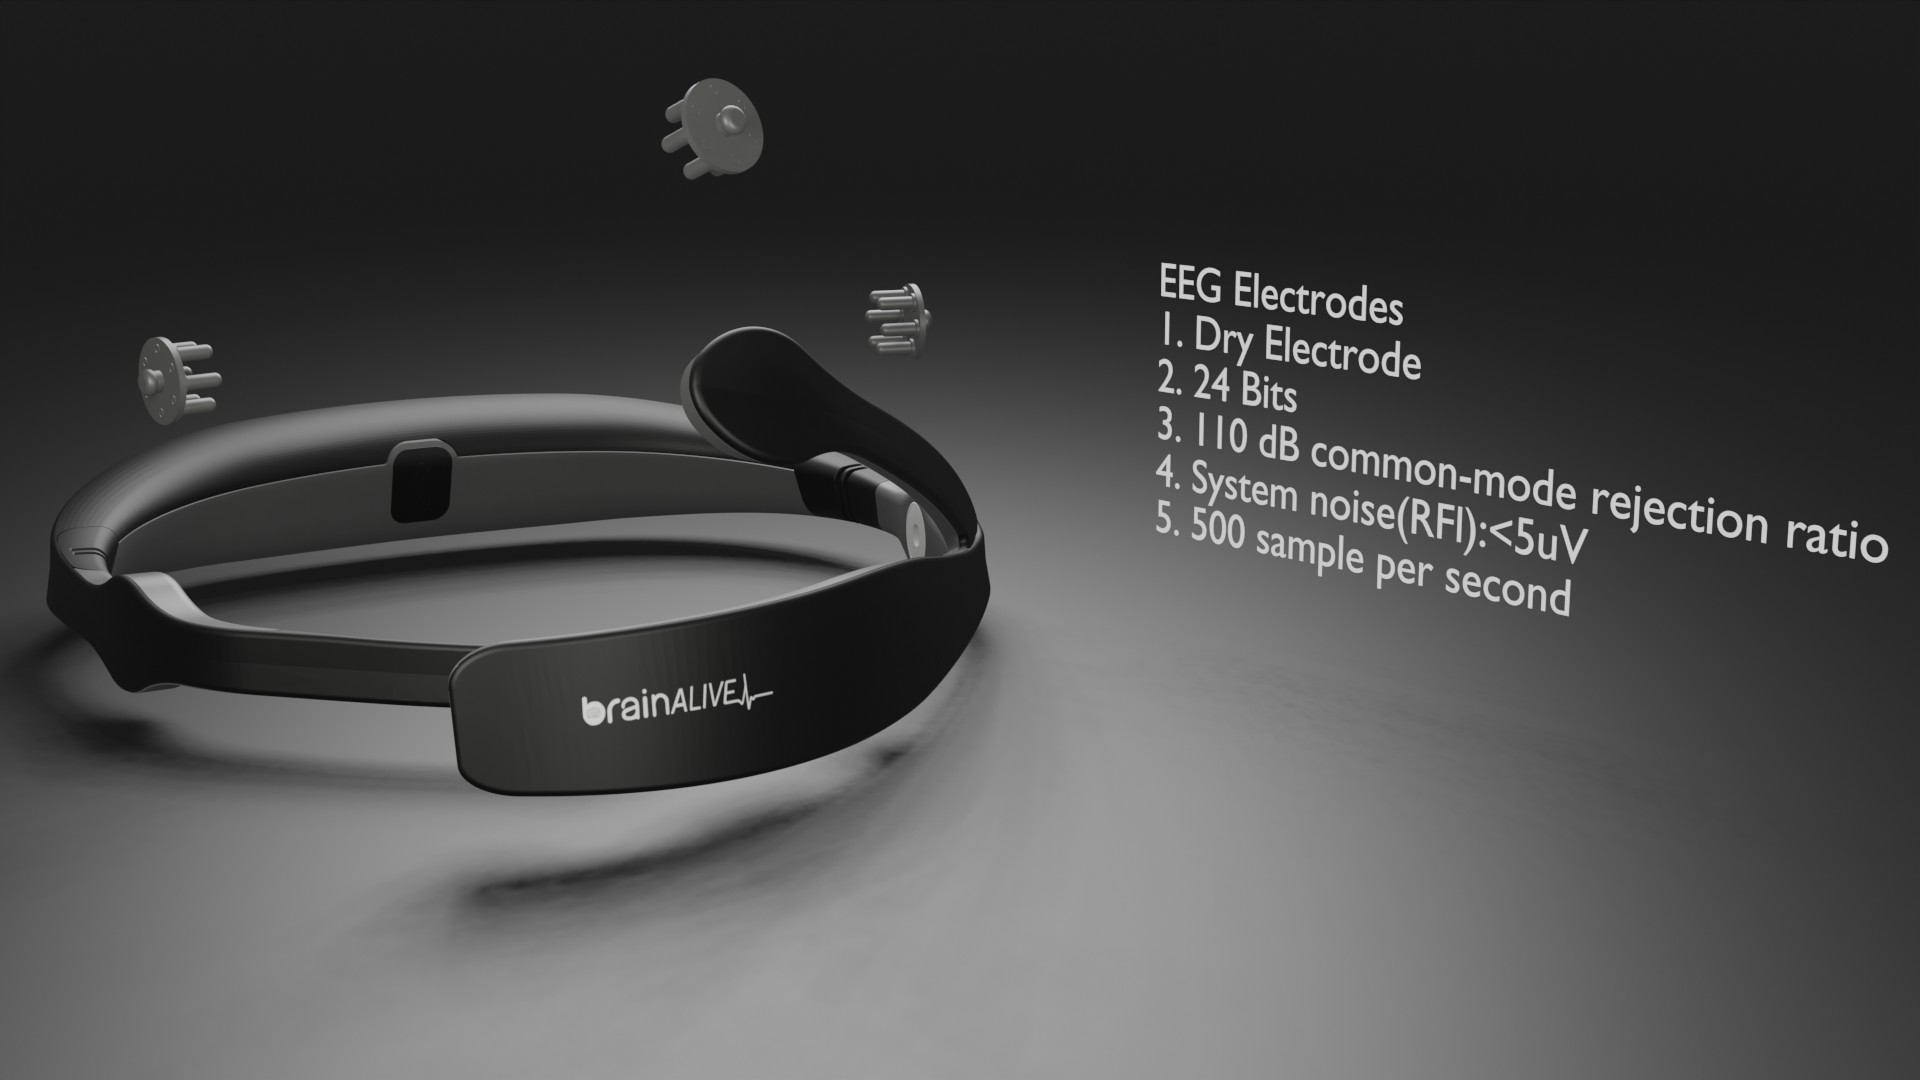 EEG Electrodes
1. Dry Electrode
2. 24 Bits
3. 110 dB common-mode rejection ratio
4. System noise(RFI):<5uV
5. 500 sample per second
brainALIVE